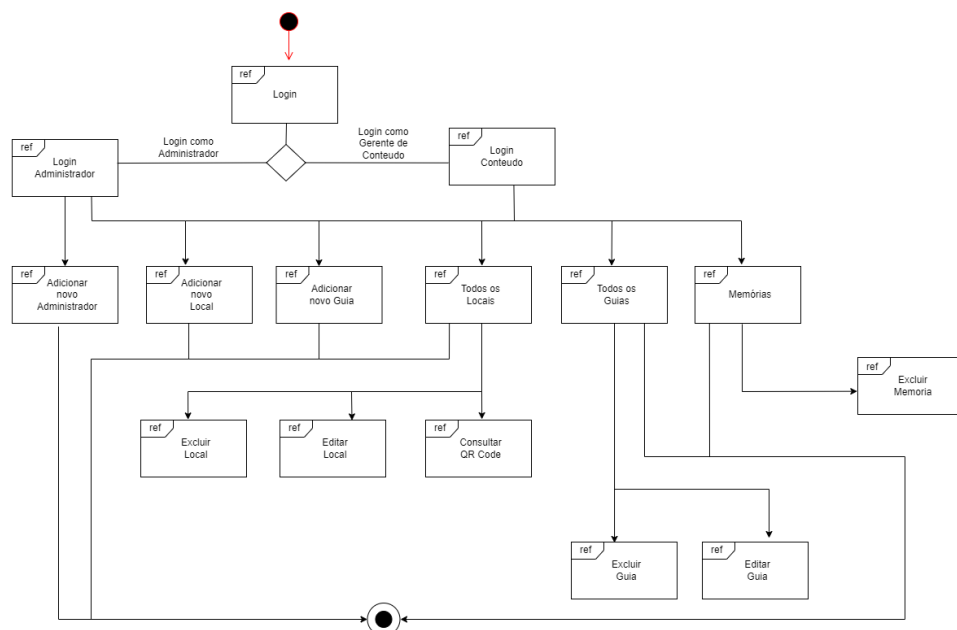 ref
Login
Login como
Administrador
Login como
Gerente de
Conteudo
ref
Login
Administrador
ref
Login
Conteudo
ref
Adicionar
novo
Administrador
ref
Adicionar
novo
Local
ref
Adicionar
novo Guia
ref
Todos os
Locais
ref
Todos os
Guias
ref
Memórias
ref
Excluir
Memoria
ref
Excluir
Local
ref
Editar
Local
ref
Consultar
QR Code
ref
Excluir
Guia
ref
Editar
Guia